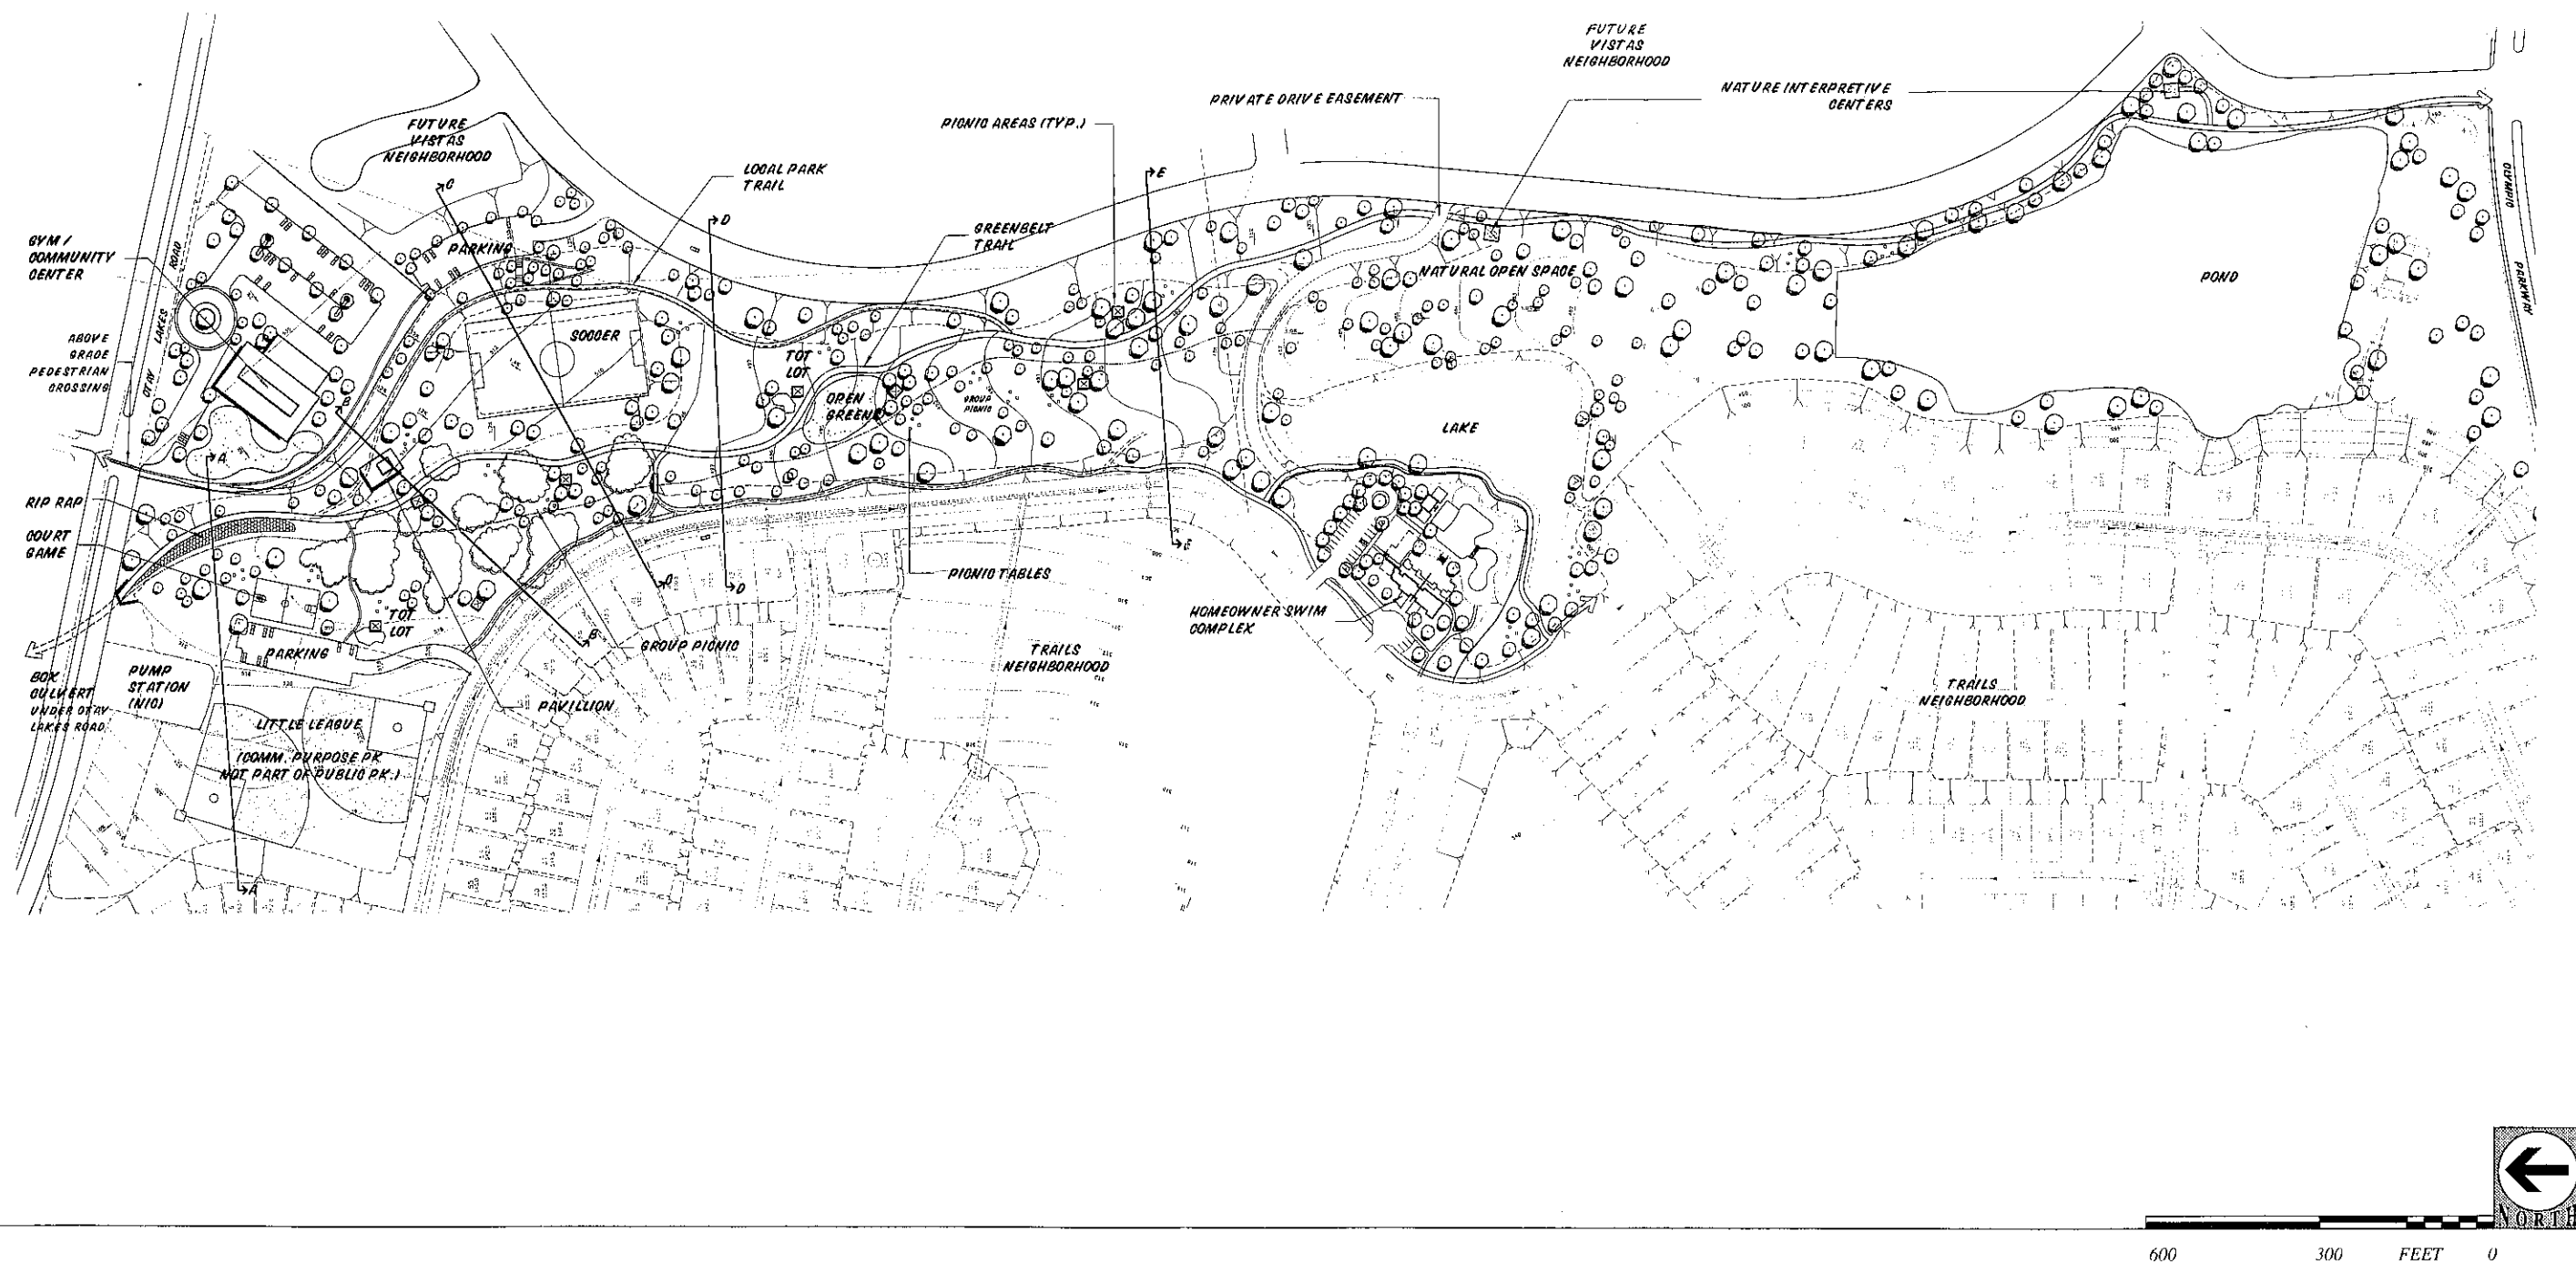 FUTURE
VISTAS
NEIGHBORHOOD
NATURE INTERPRETIVE
CENTERS
PRIVATE DRIVE EASEMENT
PICNIC AREAS (TYP.)
FUTURE
VISTAS
NEIGHBORHOOD
LOCAL PARK
TRAIL
GREENBELT
TRAIL
GYM /
COMMUNITY
CENTER
PARKING
NATURAL OPEN SPACE
POND
OLYMPIC
PARKWAY
OTAY
LAKES
ROAD
SOCCER
ABOVE
GRADE
PEDESTRIAN
CROSSING
TOT
LOT
OPEN
GREEN
GROUP
PICNIC
LAKE
RIP RAP
COURT
GAME
PICNIC TABLES
HOMEOWNER SWIM
COMPLEX
TOT
LOT
PARKING
GROUP PICNIC
TRAILS
NEIGHBORHOOD
TRAILS
NEIGHBORHOOD
BOX
CULVERT
UNDER OTAY
LAKES ROAD
PUMP
STATION
(NIC)
PAVILLION
LITTLE LEAGUE
(COMM. PURPOSE PK
NOT PART OF PUBLIC PK.)
A
A
B
B
C
C
D
D
E
E
NORTH
600 300 FEET 0